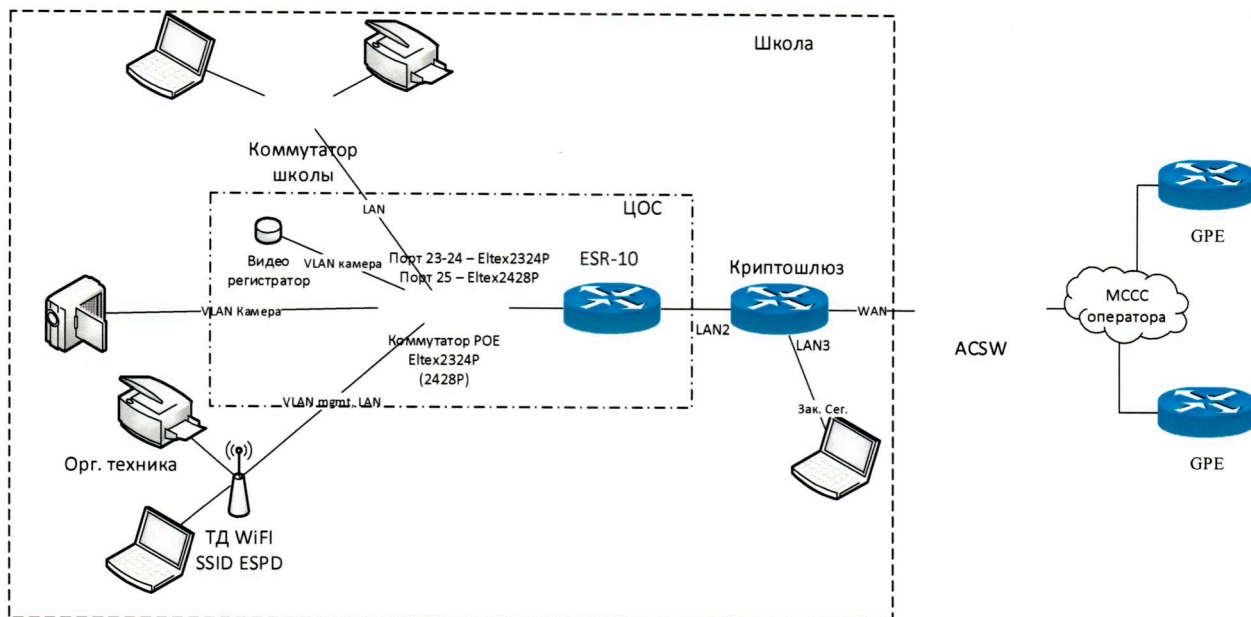 Школа
Коммутатор
школы
LAN
ЦОС
Видео
регистратор
VLAN камера
Порт 23-24 – Eltex2324P
Порт 25 – Eltex2428P
ESR-10
Криптошлюз
GPE
МССС
оператора
VLAN Камера
LAN2
WAN
LAN3
ACSW
Коммутатор POE
Eltex2324P
(2428P)
VLAN mgmt, LAN
Зак. Сег.
Орг. техника
GPE
ТД WiFI
SSID ESPD